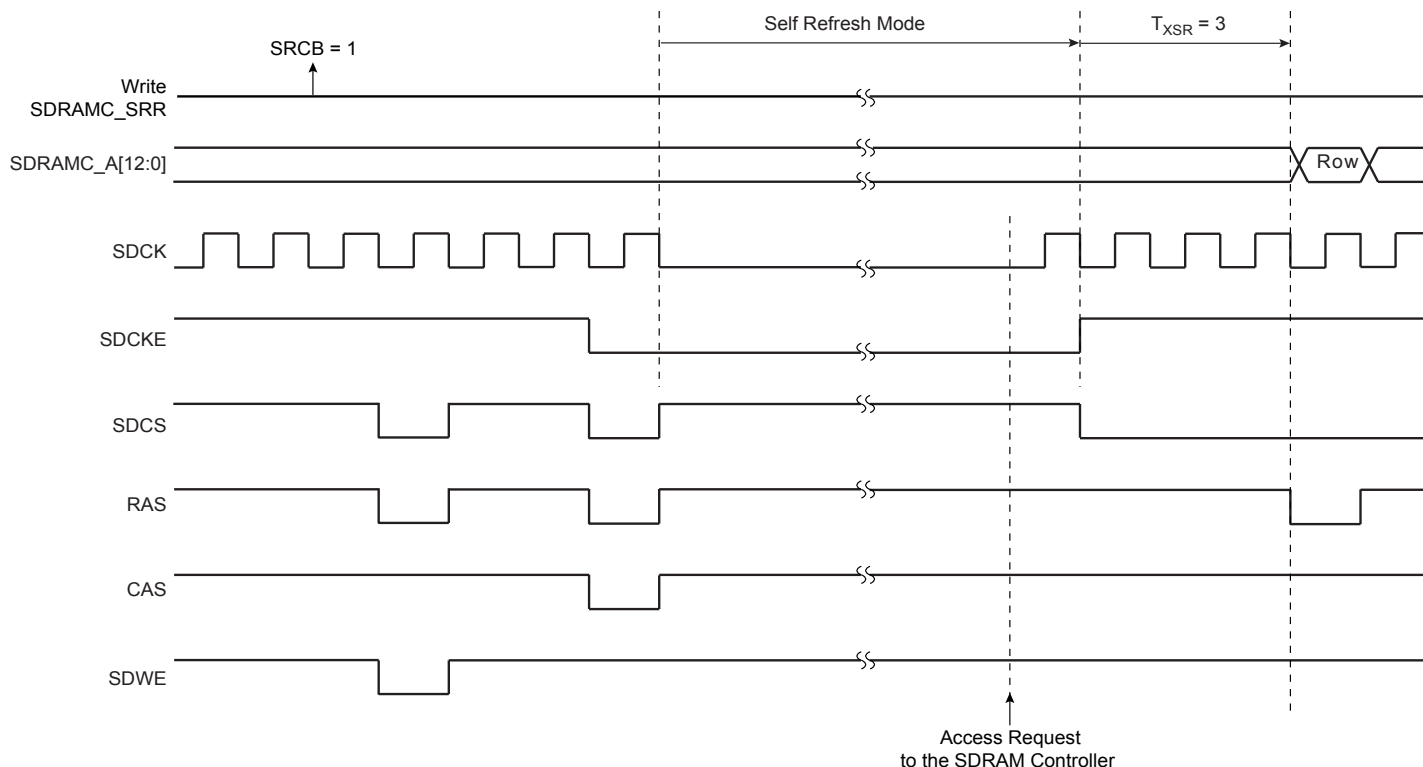 Self Refresh Mode
TXSR = 3
SRCB = 1
Write
SDRAMC_SRR
SDRAMC_A[12:0]
Row
SDCK
SDCKE
SDCS
RAS
CAS
SDWE
Access Request
to the SDRAM Controller